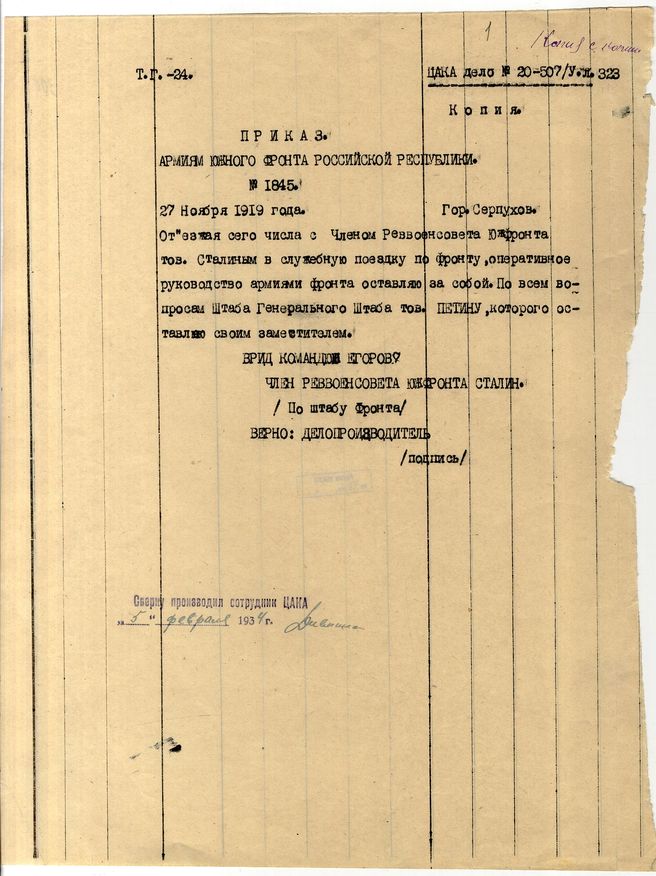 1
Копия с копии
Т.Г.-24.
ЦАКА дело № 20-507/У.л.323
Копия.
ПРИКАЗ.
АРМИЯМ ЮЖНОГО ФРОНТА РОССИЙСКОЙ РЕСПУБЛИКИ.
№ 1845.
27 Ноября 1919 года. Гор.Серпухов.
От"езжая сего числа с Членом Реввоенсовета Южфронта
тов. Сталиным в служебную поездку по фронту,оперативное
руководство армиями фронта оставляю за собой.По всем во-
просам Штаба Генерального Штаба тов. ПЕТИНУ,которого ос-
тавляю своим заместителем.
ВРИД КОМАНДЮЖ ЕГОРОВ?
ЧЛЕН РЕВВОЕНСОВЕТА ЮЖФРОНТА СТАЛИН.
/По штабу Фронта/
ВЕРНО: ДЕЛОПРОИЗВОДИТЕЛЬ
/подпись/
Сверку производил сотрудник ЦАКА
„5" февраля 1934 г.